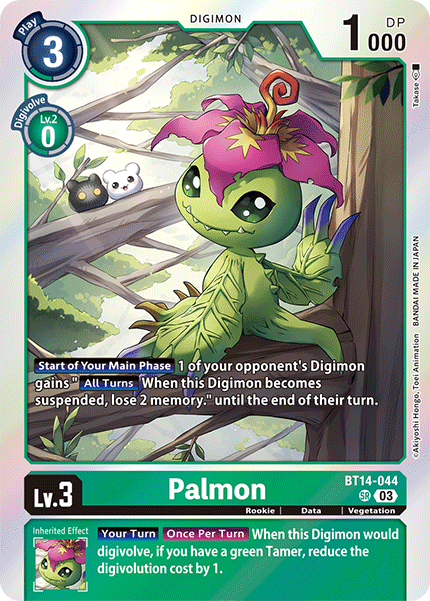 Play
3
DIGIMON
1000
DP
Digivolve
Lv.2
0
Takase
©Akiyoshi Hongo, Toei Animation BANDAI MADE IN JAPAN
Start of Your Main Phase 1 of your opponent's Digimon
gains " All Turns When this Digimon becomes
suspended, lose 2 memory." until the end of their turn.
Lv.3
Palmon
BT14-044
SR 03
Rookie | Data | Vegetation
Inherited Effect
Your Turn Once Per Turn When this Digimon would
digivolve, if you have a green Tamer, reduce the
digivolution cost by 1.